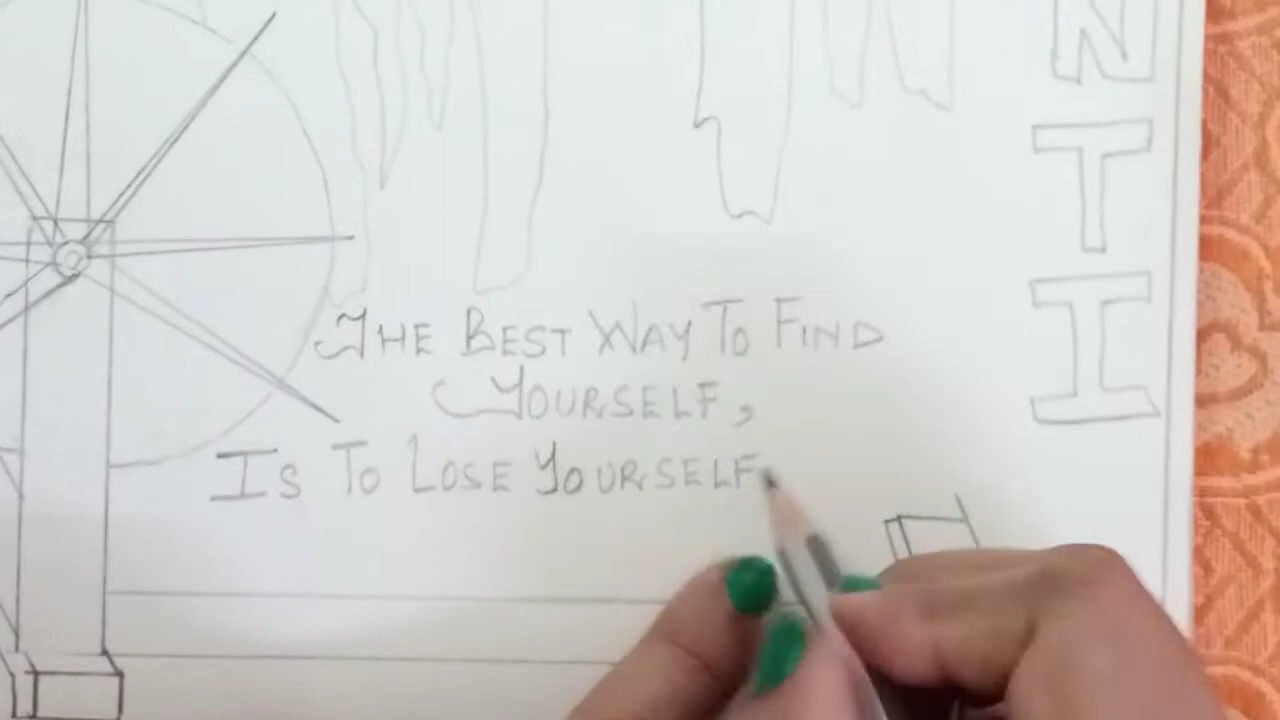 THE BEST WAY TO FIND
YOURSELF,
IS TO LOSE YOURSELF
N
T
I